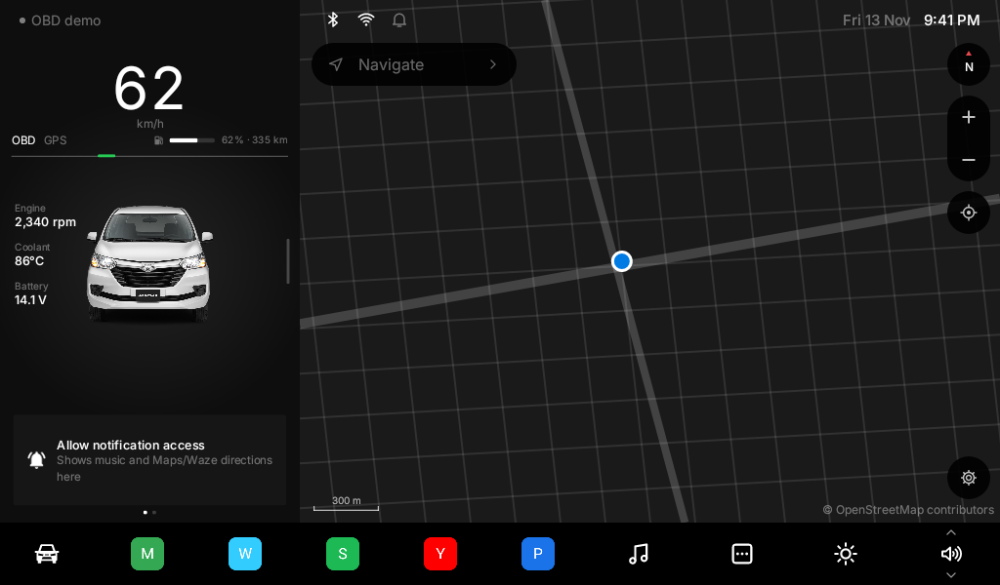 OBD demo
62
km/h
OBD GPS
62% · 335 km
Engine
2,340 rpm
Coolant
86°C
Battery
14.1 V
Allow notification access
Shows music and Maps/Waze directions
here
Fri 13 Nov 9:41 PM
Navigate
N
300 m
© OpenStreetMap contributors
M
W
S
Y
P